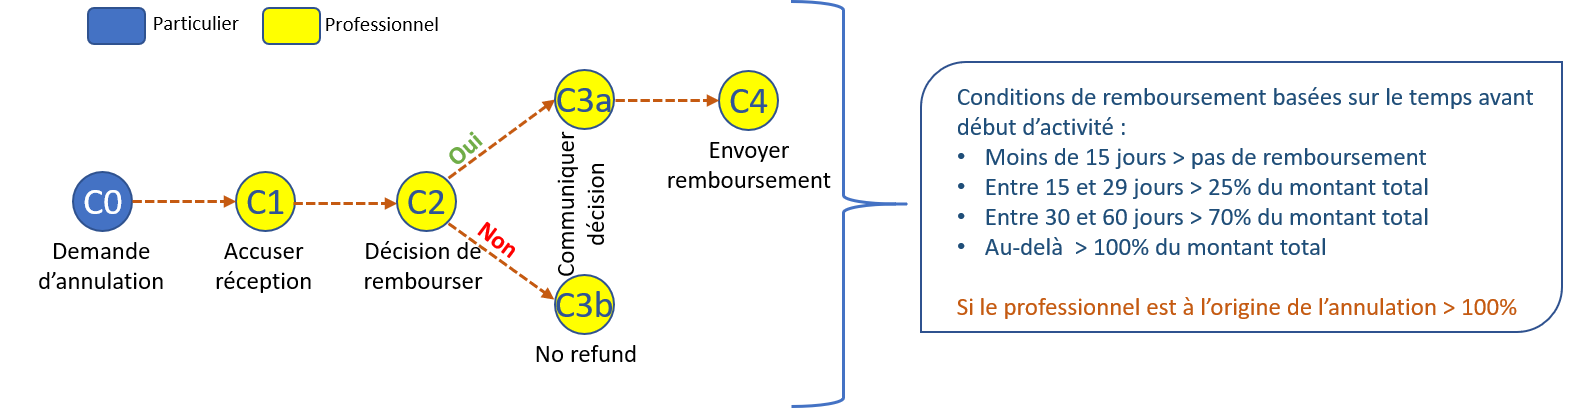 Particulier
Professionnel
C0
Demande
d’annulation
C1
Accuser
réception
C2
Décision de
rembourser
Oui
Non
C3a
Communiquer
décision
C3b
No refund
C4
Envoyer
remboursement
Conditions de remboursement basées sur le temps avant
début d’activité :
• Moins de 15 jours > pas de remboursement
• Entre 15 et 29 jours > 25% du montant total
• Entre 30 et 60 jours > 70% du montant total
• Au-delà > 100% du montant total
Si le professionnel est à l’origine de l’annulation > 100%